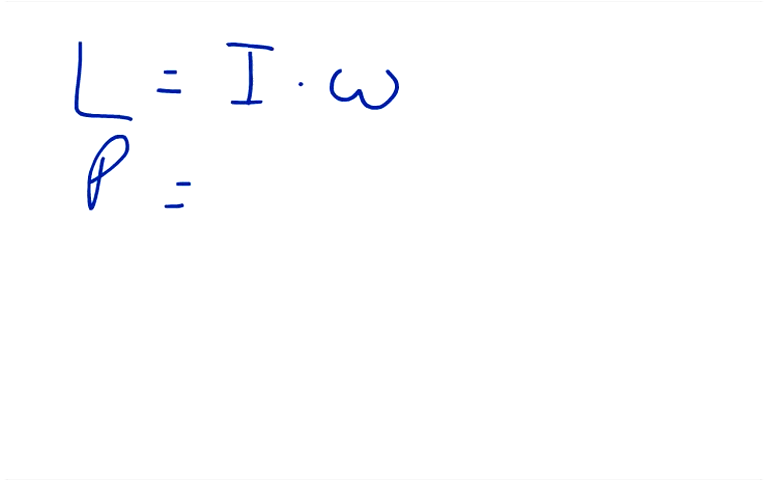 L = I · ω
P =